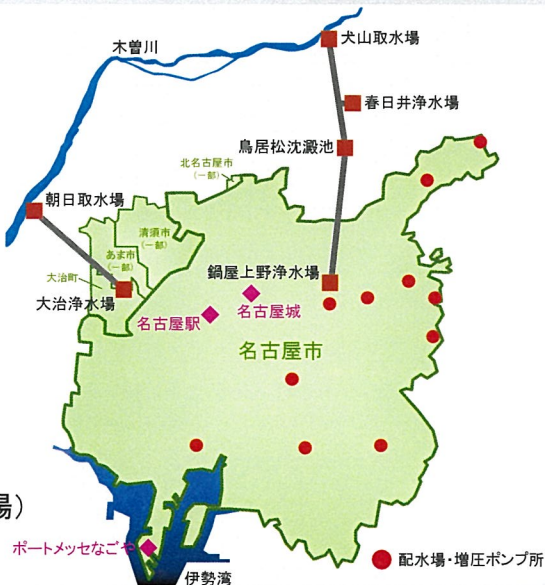 木曽川
犬山取水場
春日井浄水場
鳥居松沈澱池
北名古屋市
(一部)
朝日取水場
清須市
(一部)
あま市
(一部)
大治町
大治浄水場
鍋屋上野浄水場
名古屋城
名古屋駅
名古屋市
場)
ポートメッセなごや
伊勢湾
配水場・増圧ポンプ所